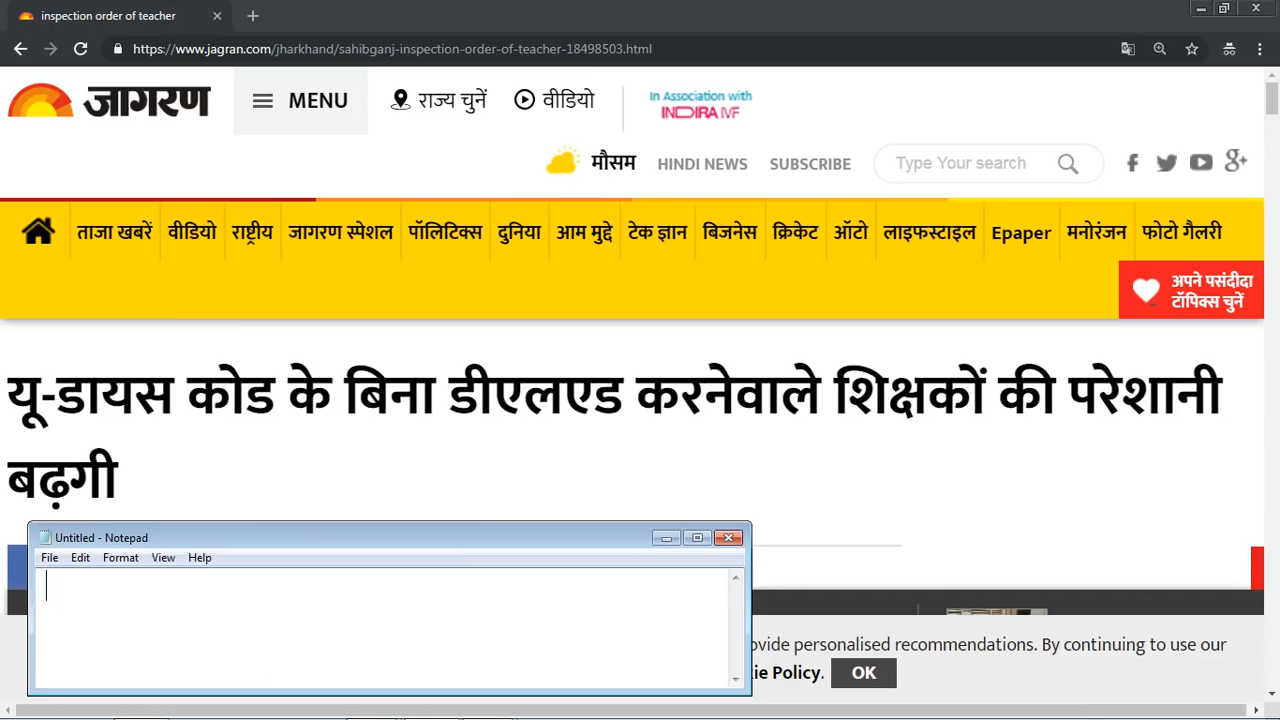 inspection order of teacher
https://www.jagran.com/jharkhand/sahibganj-inspection-order-of-teacher-18498503.html
जागरण
MENU
राज्य चुनें
वीडियो
In Association with
INDIRA IVF
मौसम
HINDI NEWS
SUBSCRIBE
Type Your search
ताजा खबरें
वीडियो
राष्ट्रीय
जागरण स्पेशल
पॉलिटिक्स
दुनिया
आम मुद्दे
टेक ज्ञान
बिजनेस
क्रिकेट
ऑटो
लाइफस्टाइल
Epaper
मनोरंजन
फोटो गैलरी
अपने पसंदीदा
टॉपिक्स चुनें
यू-डायस कोड के बिना डीएलएड करनेवाले शिक्षकों की परेशानी
बढ़गी
Untitled - Notepad
File Edit Format View Help
ovide personalised recommendations. By continuing to use our
kie Policy. OK